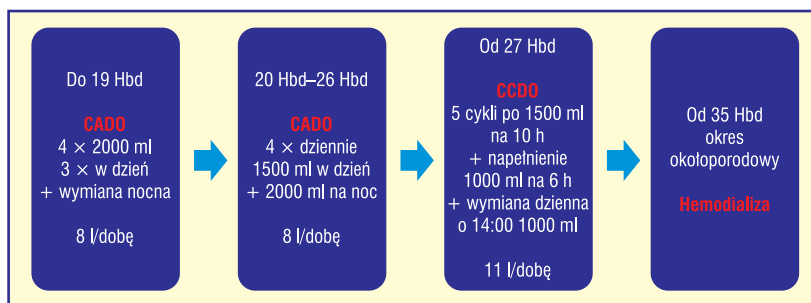 Do 19 Hbd
CADO
4 × 2000 ml
3 × w dzień
+ wymiana nocna
8 l/dobę
20 Hbd–26 Hbd
CADO
4 × dziennie
1500 ml w dzień
+ 2000 ml na noc
8 l/dobę
Od 27 Hbd
CCDO
5 cykli po 1500 ml
na 10 h
+ napełnienie
1000 ml na 6 h
+ wymiana dzienna
o 14:00 1000 ml
11 l/dobę
Od 35 Hbd
okres
okołoporodowy
Hemodializa